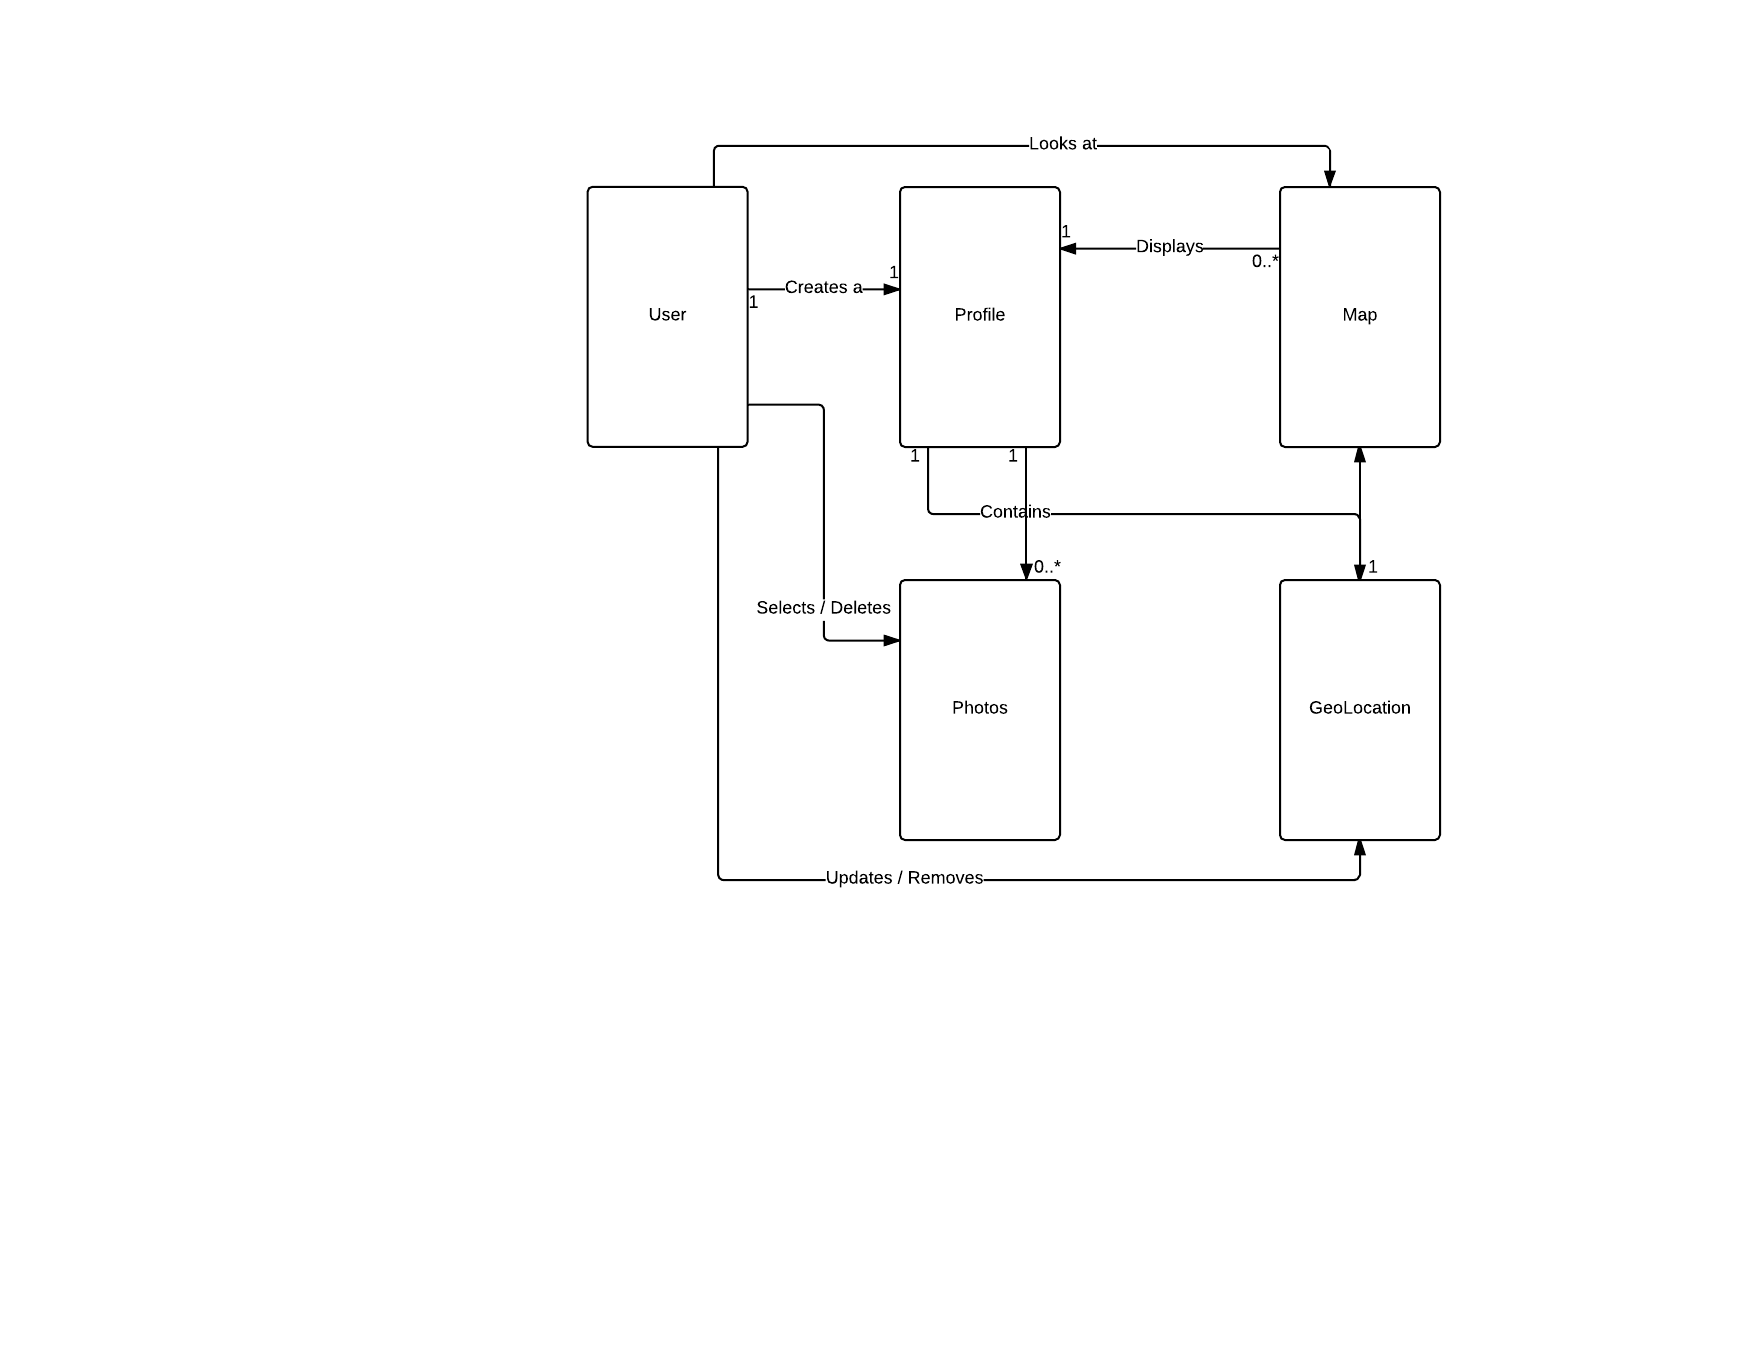 Looks at
1
Displays
0..*
1
Creates a
1
User
Profile
Map
1
1
Contains
0..*
1
Selects / Deletes
Photos
GeoLocation
Updates / Removes